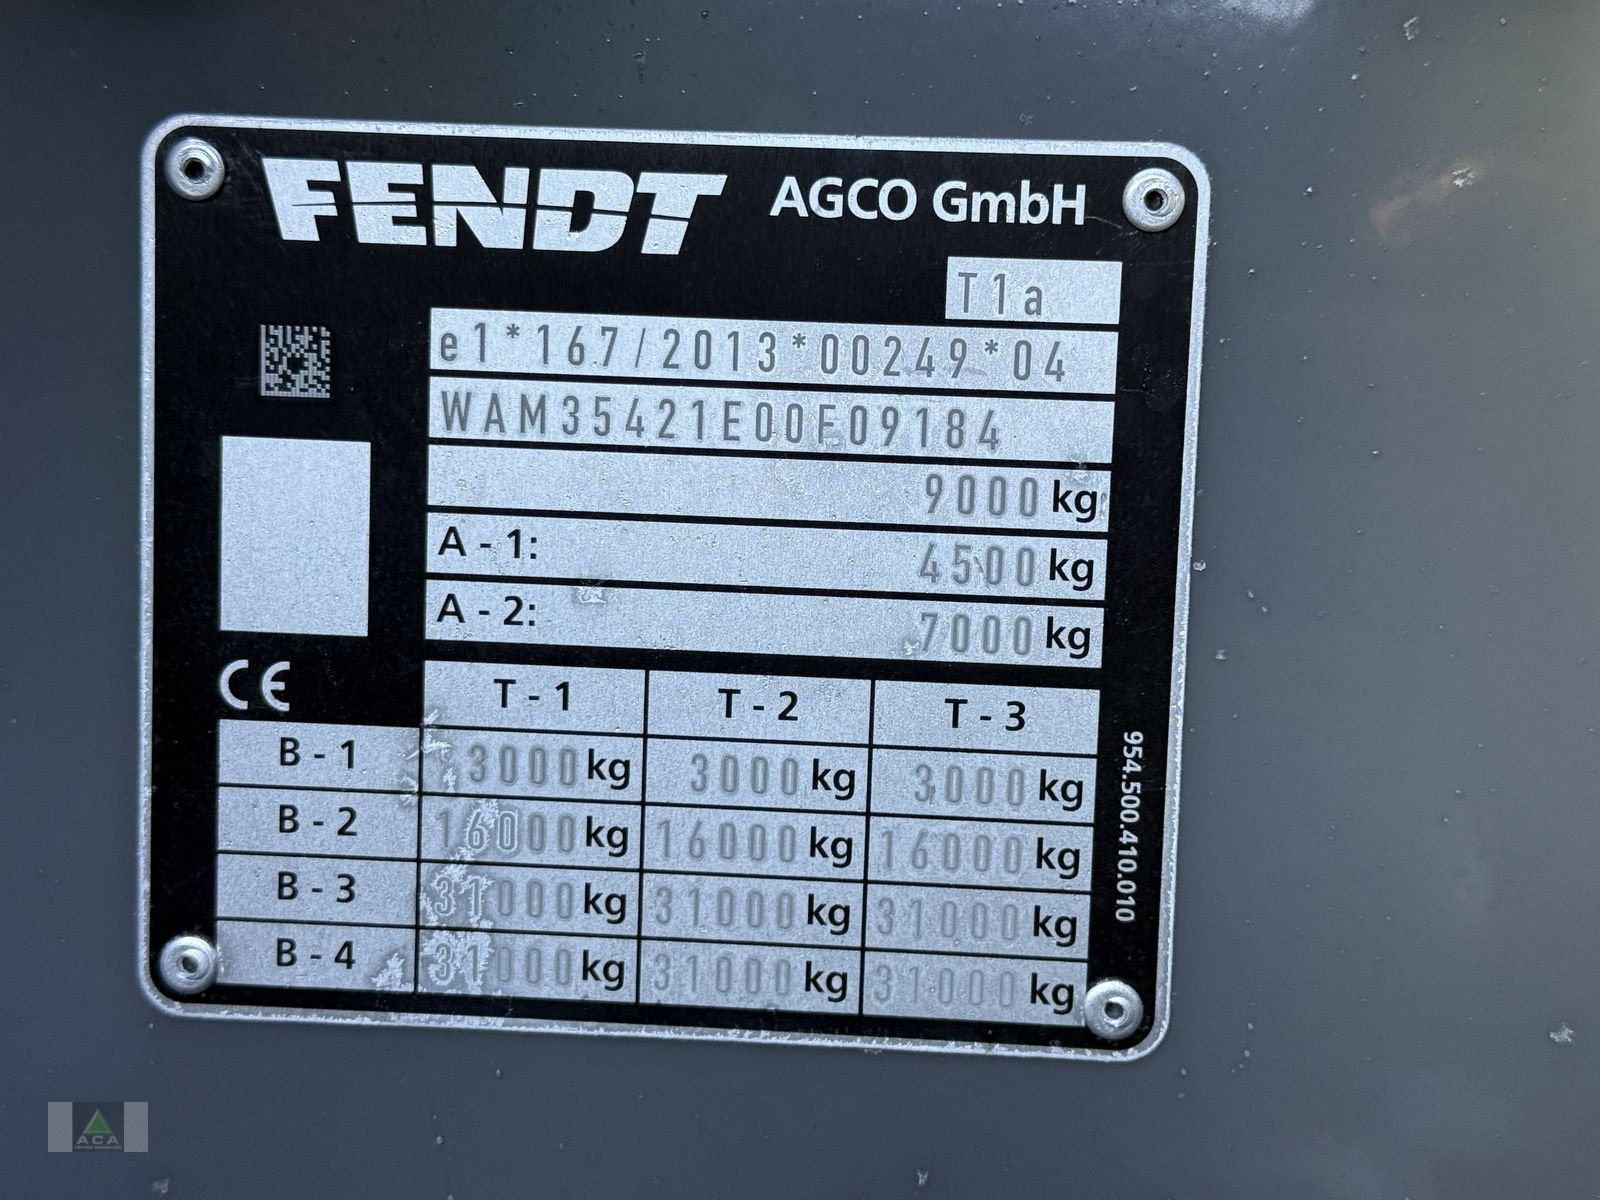 FENDT AGCO GmbH
T1a
e1*167/2013*00249*04
WAM35421E00F09184
9000 kg
A - 1: 4500 kg
A - 2: 7000 kg
CE
T - 1 T - 2 T - 3
B - 1 3000 kg 3000 kg 3000 kg
B - 2 16000 kg 16000 kg 16000 kg
B - 3 31000 kg 31000 kg 31000 kg
B - 4 31000 kg 31000 kg 31000 kg
954.500.410.010
ACA